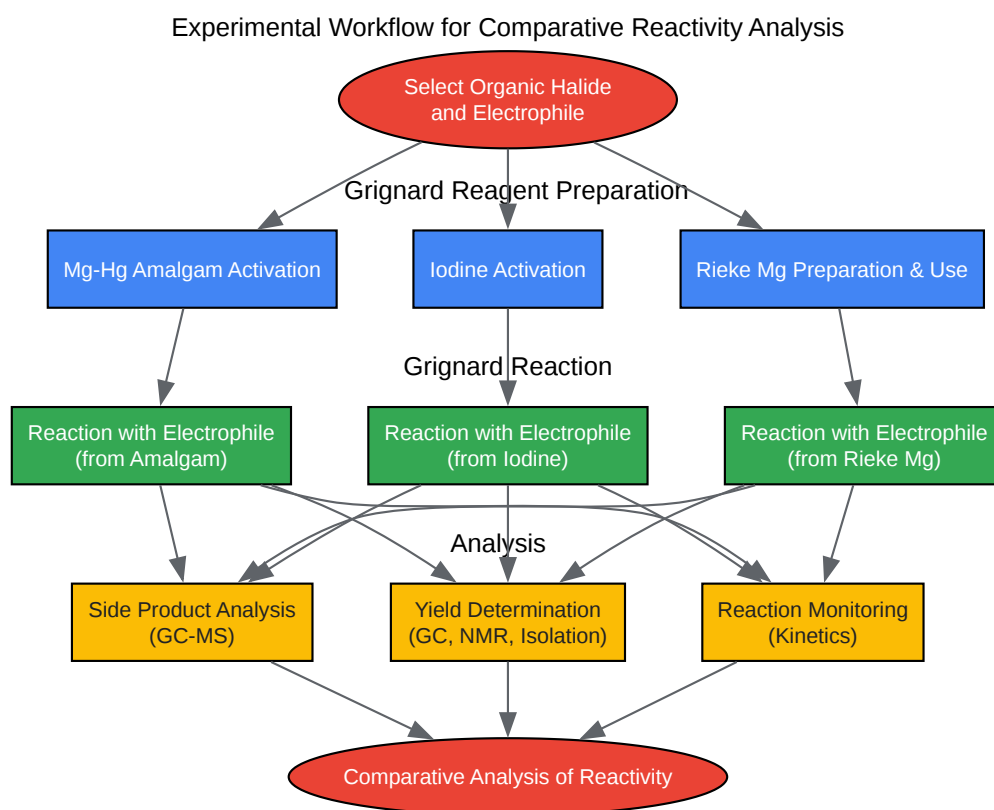 Experimental Workflow for Comparative Reactivity Analysis
Select Organic Halide
and Electrophile
Grignard Reagent Preparation
Mg-Hg Amalgam Activation
Iodine Activation
Rieke Mg Preparation & Use
Grignard Reaction
Reaction with Electrophile
(from Amalgam)
Reaction with Electrophile
(from Iodine)
Reaction with Electrophile
(from Rieke Mg)
Analysis
Side Product Analysis
(GC-MS)
Yield Determination
(GC, NMR, Isolation)
Reaction Monitoring
(Kinetics)
Comparative Analysis of Reactivity